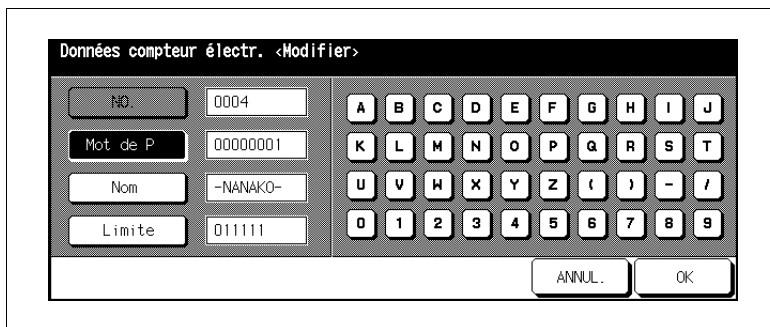 Données compteur électr. <Modifier>
NO. 0004 A B C D E F G H I J
Mot de P 00000001 K L M N O P Q R S T
Nom -NANAKO- U V W X Y Z ( ) - /
Limite 011111 0 1 2 3 4 5 6 7 8 9
ANNUL. OK